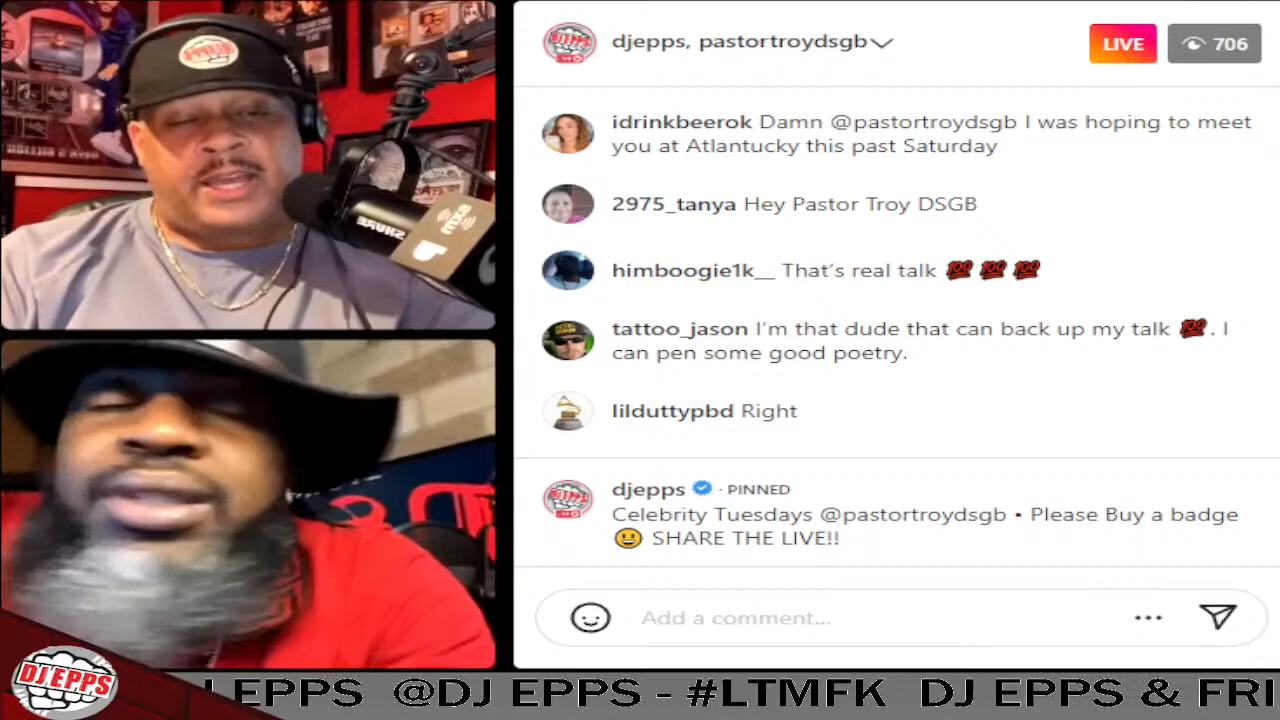 EPPS
SHURE
sxm
djepps, pastortroydsgb
LIVE
706
idrinkbeerok Damn @pastortroydsgb I was hoping to meet
you at Atlantucky this past Saturday
2975_tanya Hey Pastor Troy DSGB
himboogie1k__ That's real talk 💯 💯 💯
tattoo_jason I'm that dude that can back up my talk 💯. I
can pen some good poetry.
lilduttypbd Right
djepps · PINNED
Celebrity Tuesdays @pastortroydsgb • Please Buy a badge
😀 SHARE THE LIVE!!
Add a comment...
DJ EPPS
EPPS @DJ EPPS - #LTMFK DJ EPPS & FRI